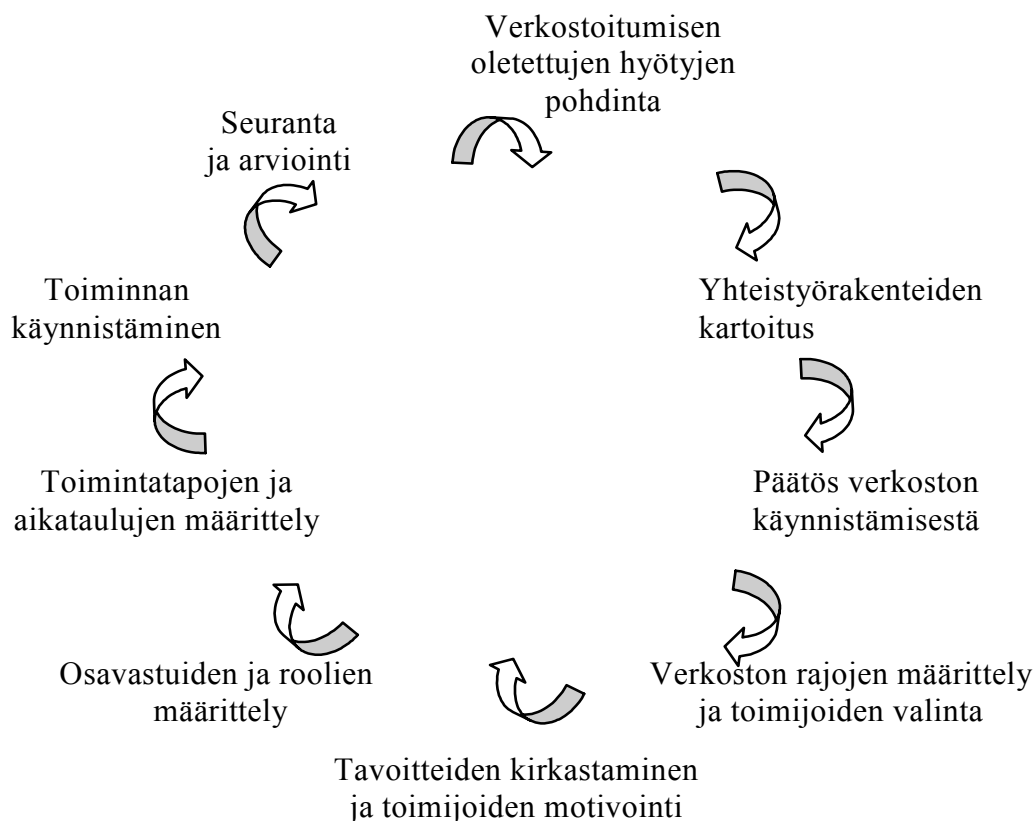 Verkostoitumisen
oletettujen hyötyjen
pohdinta
Yhteistyörakenteiden
kartoitus
Päätös verkoston
käynnistämisestä
Verkoston rajojen määrittely
ja toimijoiden valinta
Tavoitteiden kirkastaminen
ja toimijoiden motivointi
Osavastuiden ja roolien
määrittely
Toimintatapojen ja
aikataulujen määrittely
Toiminnan
käynnistäminen
Seuranta
ja arviointi